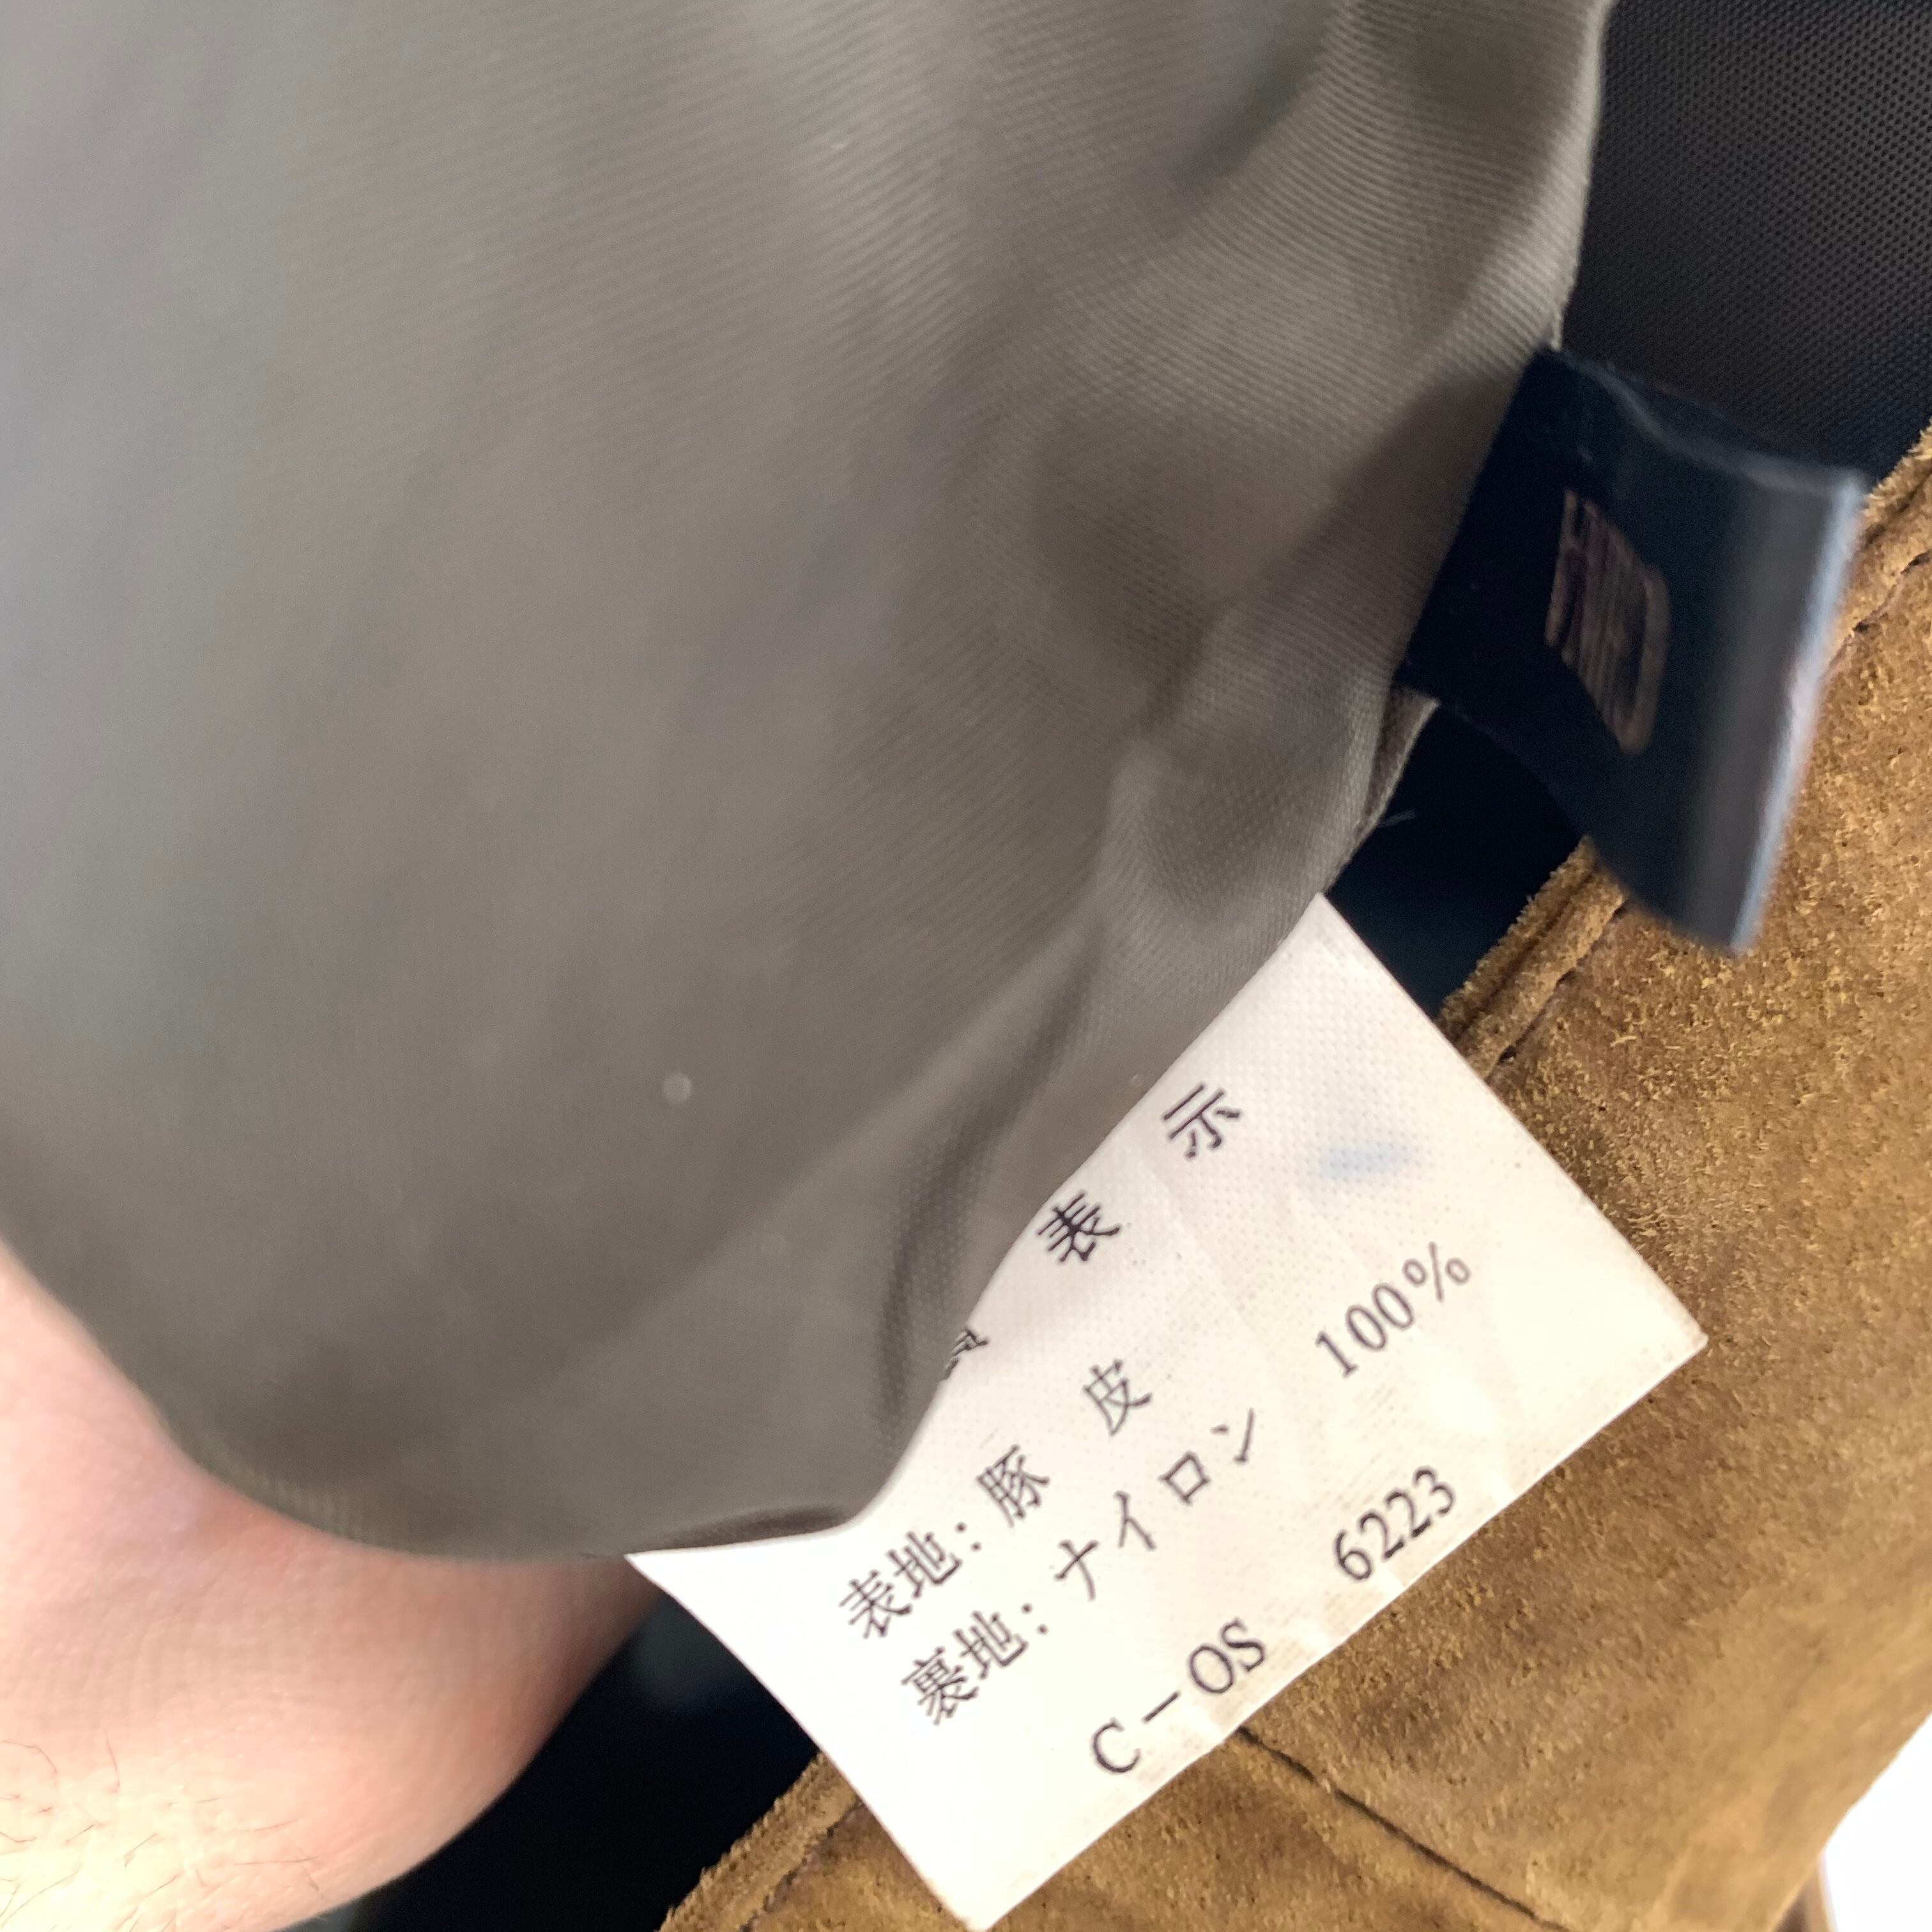 表 示
表地: 豚 皮
裏地: ナイロン 100%
C-OS 6223